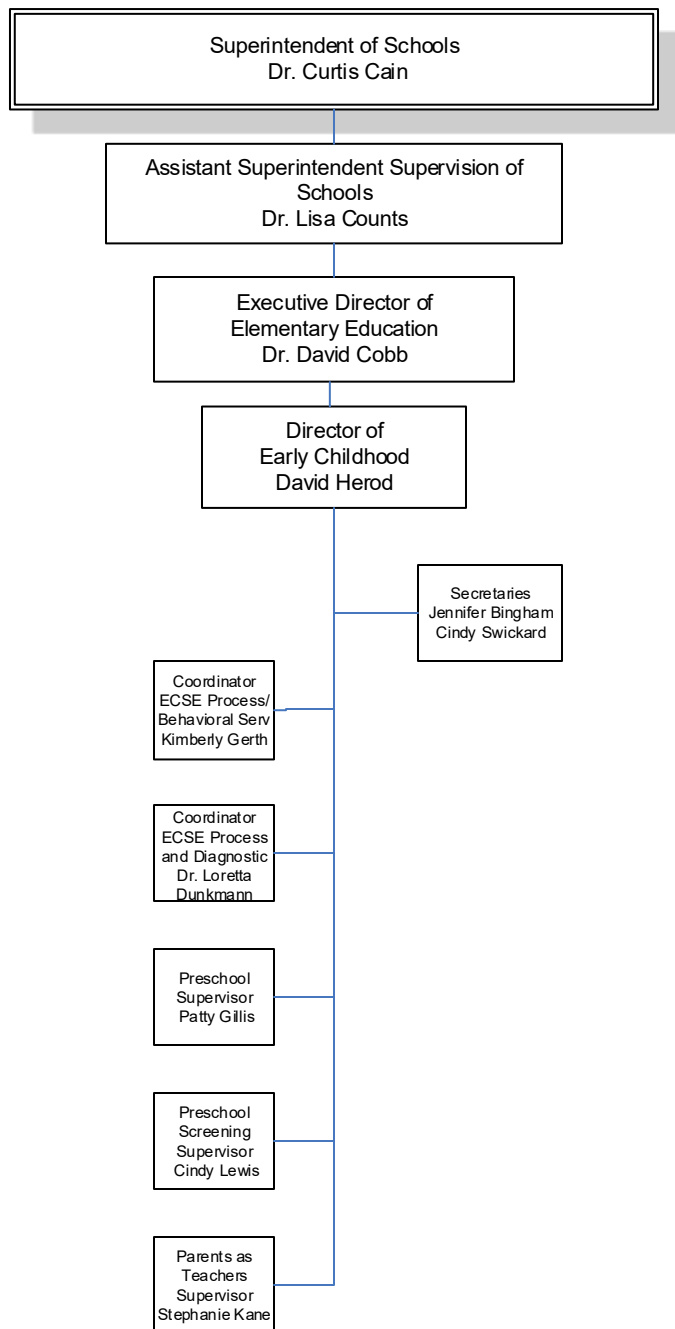 Superintendent of Schools
Dr. Curtis Cain
Assistant Superintendent Supervision of
Schools
Dr. Lisa Counts
Executive Director of
Elementary Education
Dr. David Cobb
Director of
Early Childhood
David Herod
Secretaries
Jennifer Bingham
Cindy Swickard
Coordinator
ECSE Process/
Behavioral Serv
Kimberly Gerth
Coordinator
ECSE Process
and Diagnostic
Dr. Loretta
Dunkmann
Preschool
Supervisor
Patty Gillis
Preschool
Screening
Supervisor
Cindy Lewis
Parents as
Teachers
Supervisor
Stephanie Kane